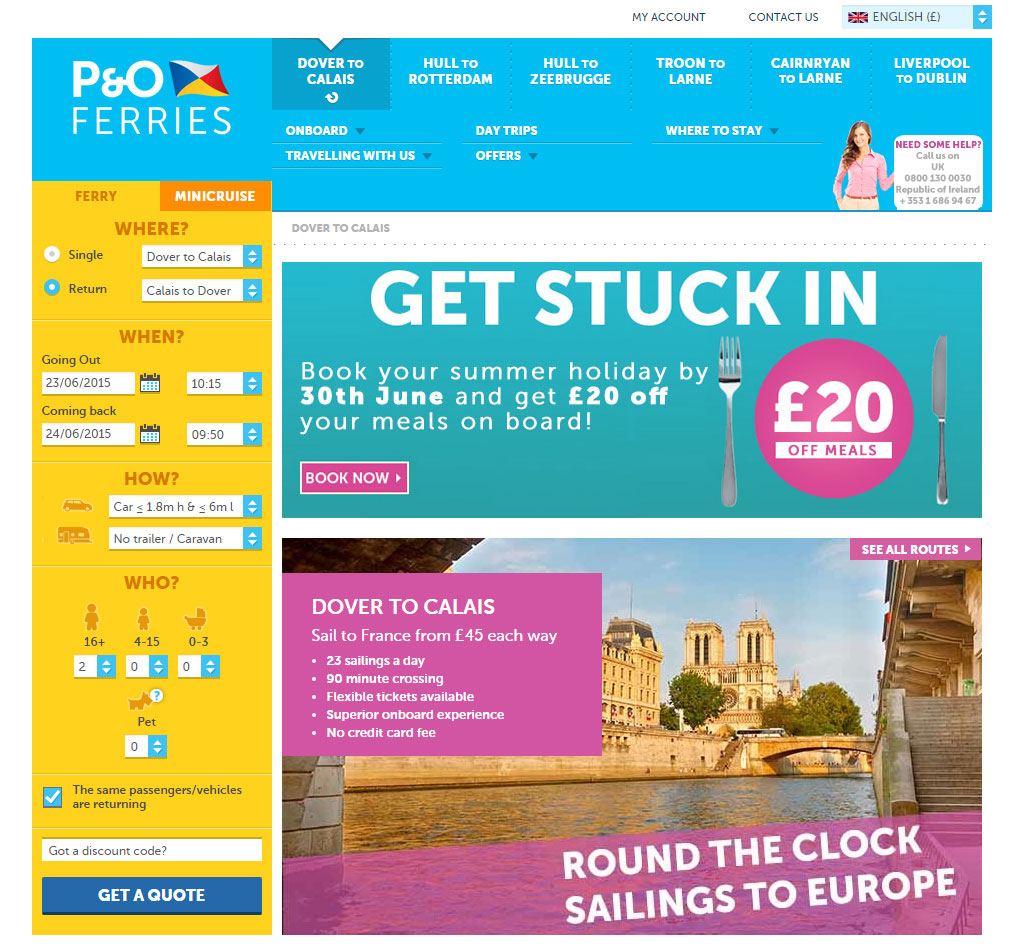 MY ACCOUNT
CONTACT US
ENGLISH (£)
P&O
FERRIES
DOVER TO
CALAIS
HULL TO
ROTTERDAM
HULL TO
ZEEBRUGGE
TROON TO
LARNE
CAIRNRYAN
TO LARNE
LIVERPOOL
TO DUBLIN
ONBOARD
DAY TRIPS
WHERE TO STAY
TRAVELLING WITH US
OFFERS
NEED SOME HELP?
Call us on
UK
0800 130 0030
Republic of Ireland
+ 353 1 686 94 67
FERRY
MINICRUISE
WHERE?
Single
Dover to Calais
Return
Calais to Dover
WHEN?
Going Out
23/06/2015
10:15
Coming back
24/06/2015
09:50
HOW?
Car ≤ 1.8m h & ≤ 6m l
No trailer / Caravan
WHO?
16+
4-15
0-3
2
0
0
?
Pet
0
The same passengers/vehicles
are returning
Got a discount code?
GET A QUOTE
DOVER TO CALAIS
GET STUCK IN
Book your summer holiday by
30th June and get £20 off
your meals on board!
BOOK NOW
£20
OFF MEALS
SEE ALL ROUTES
DOVER TO CALAIS
Sail to France from £45 each way
• 23 sailings a day
• 90 minute crossing
• Flexible tickets available
• Superior onboard experience
• No credit card fee
ROUND THE CLOCK
SAILINGS TO EUROPE